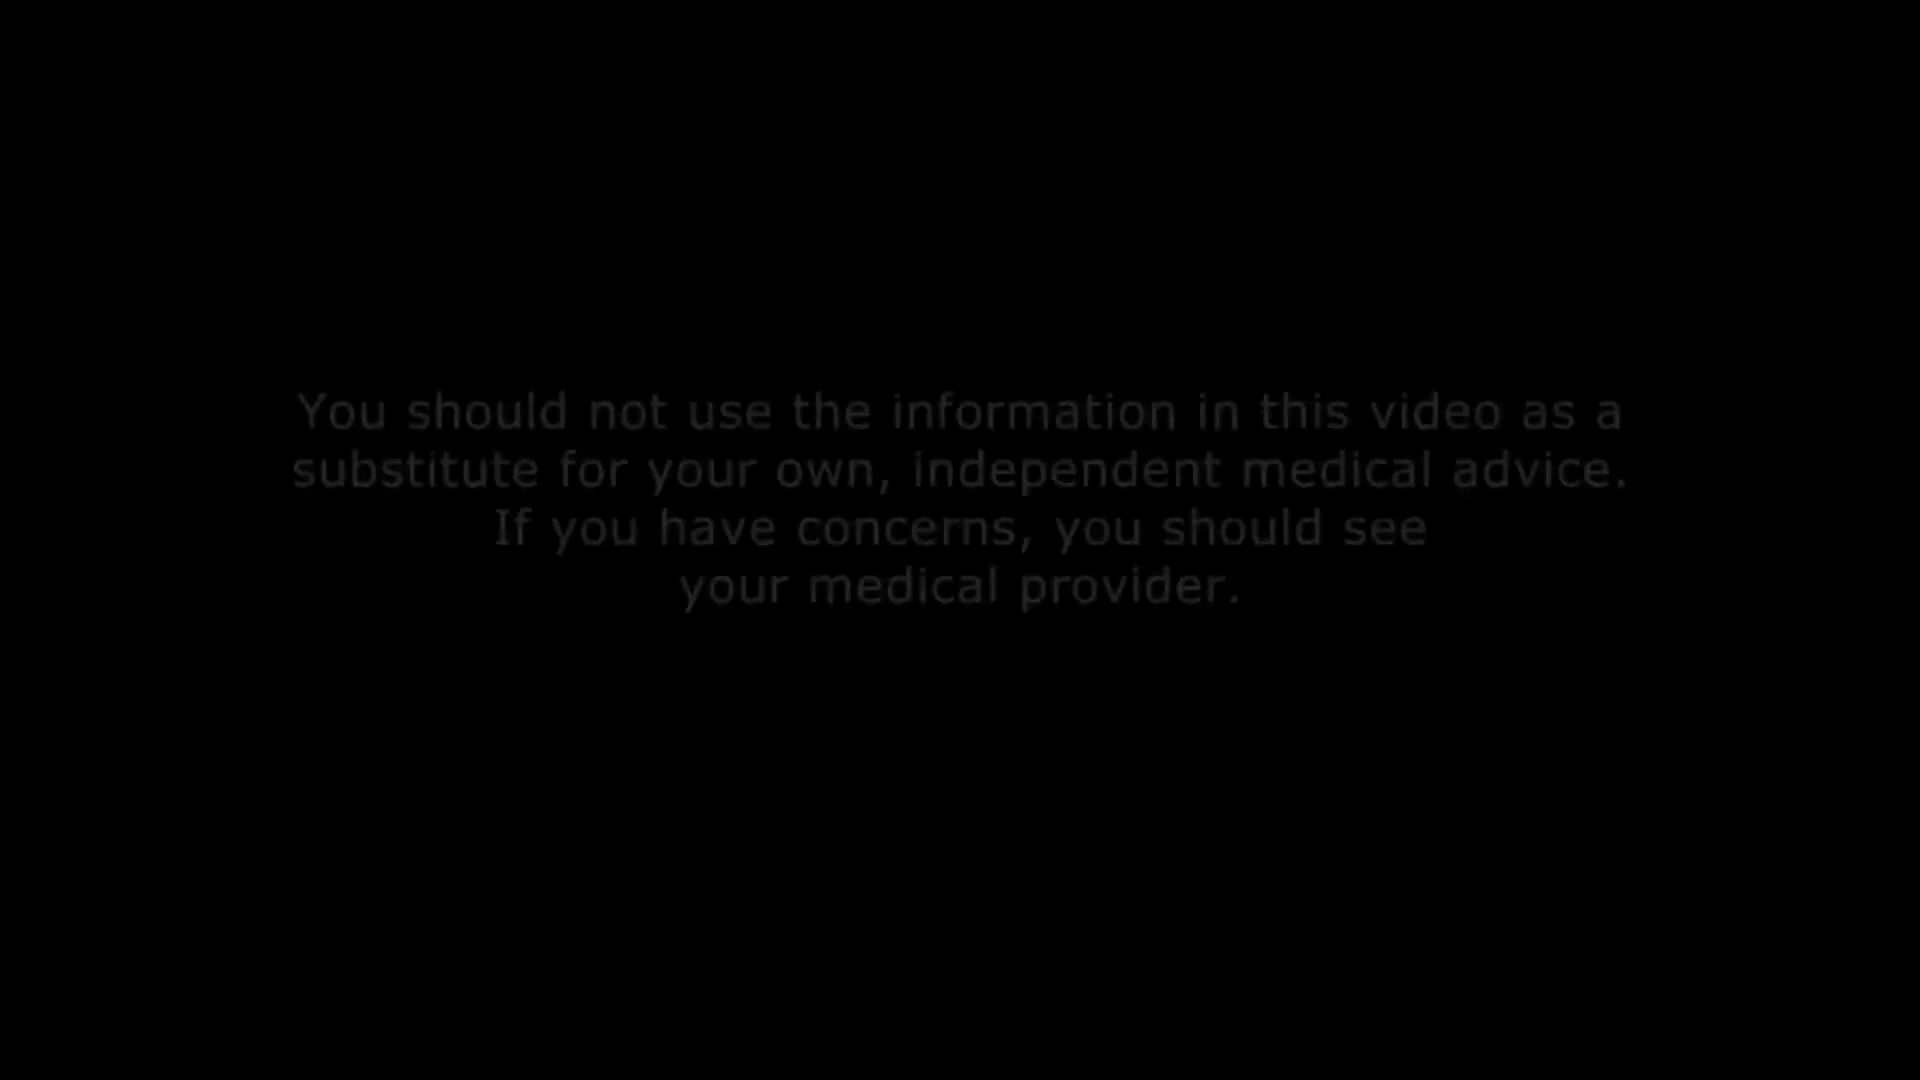 You should not use the information in this video as a
substitute for your own, independent medical advice.
If you have concerns, you should see
your medical provider.